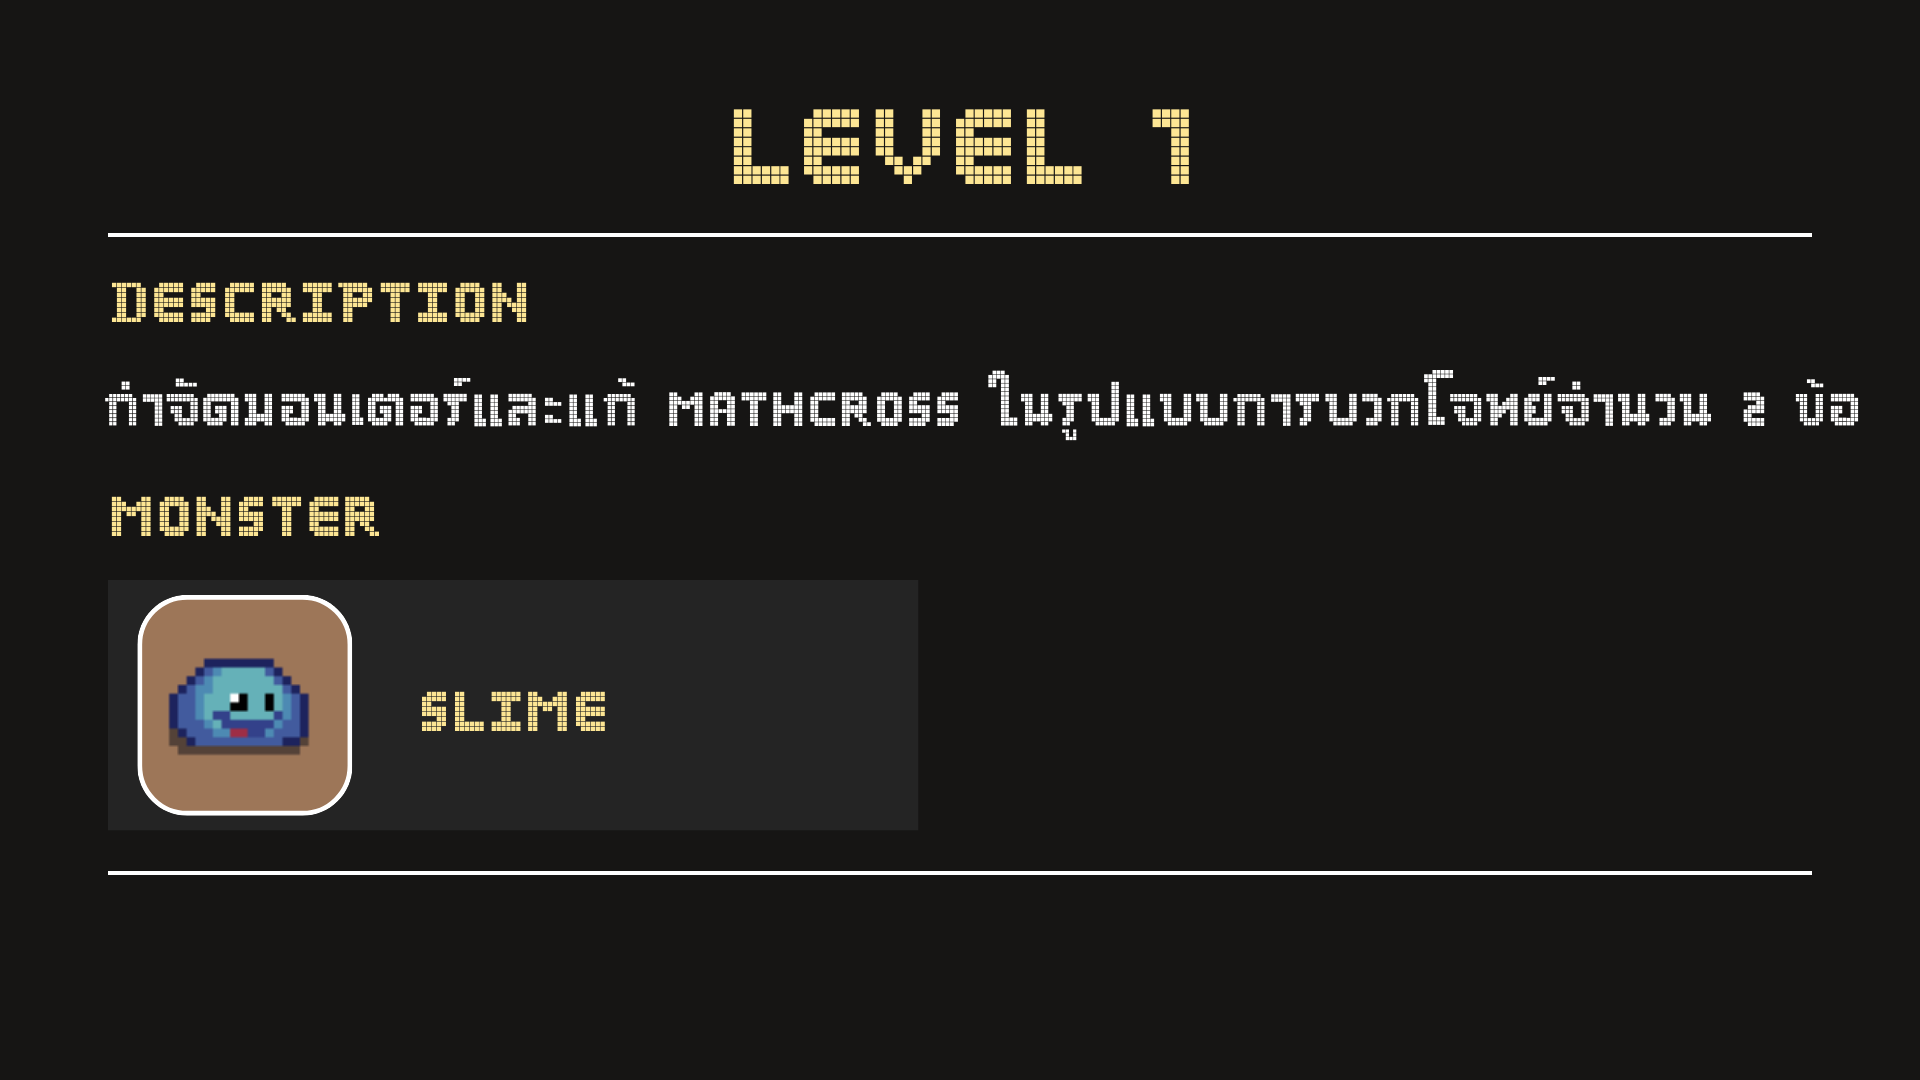 LEVEL 1
DESCRIPTION
กำจัดมอนเตอร์และแก้ MATHCROSS ในรูปแบบการบวกโจทย์จำนวน 2 ข้อ
MONSTER
SLIME